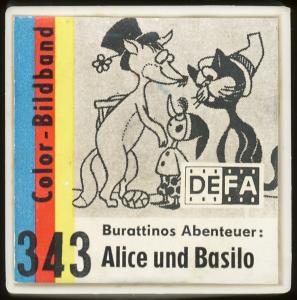 Color-Bildband
DEFA
343
Burattinos Abenteuer:
Alice und Basilo